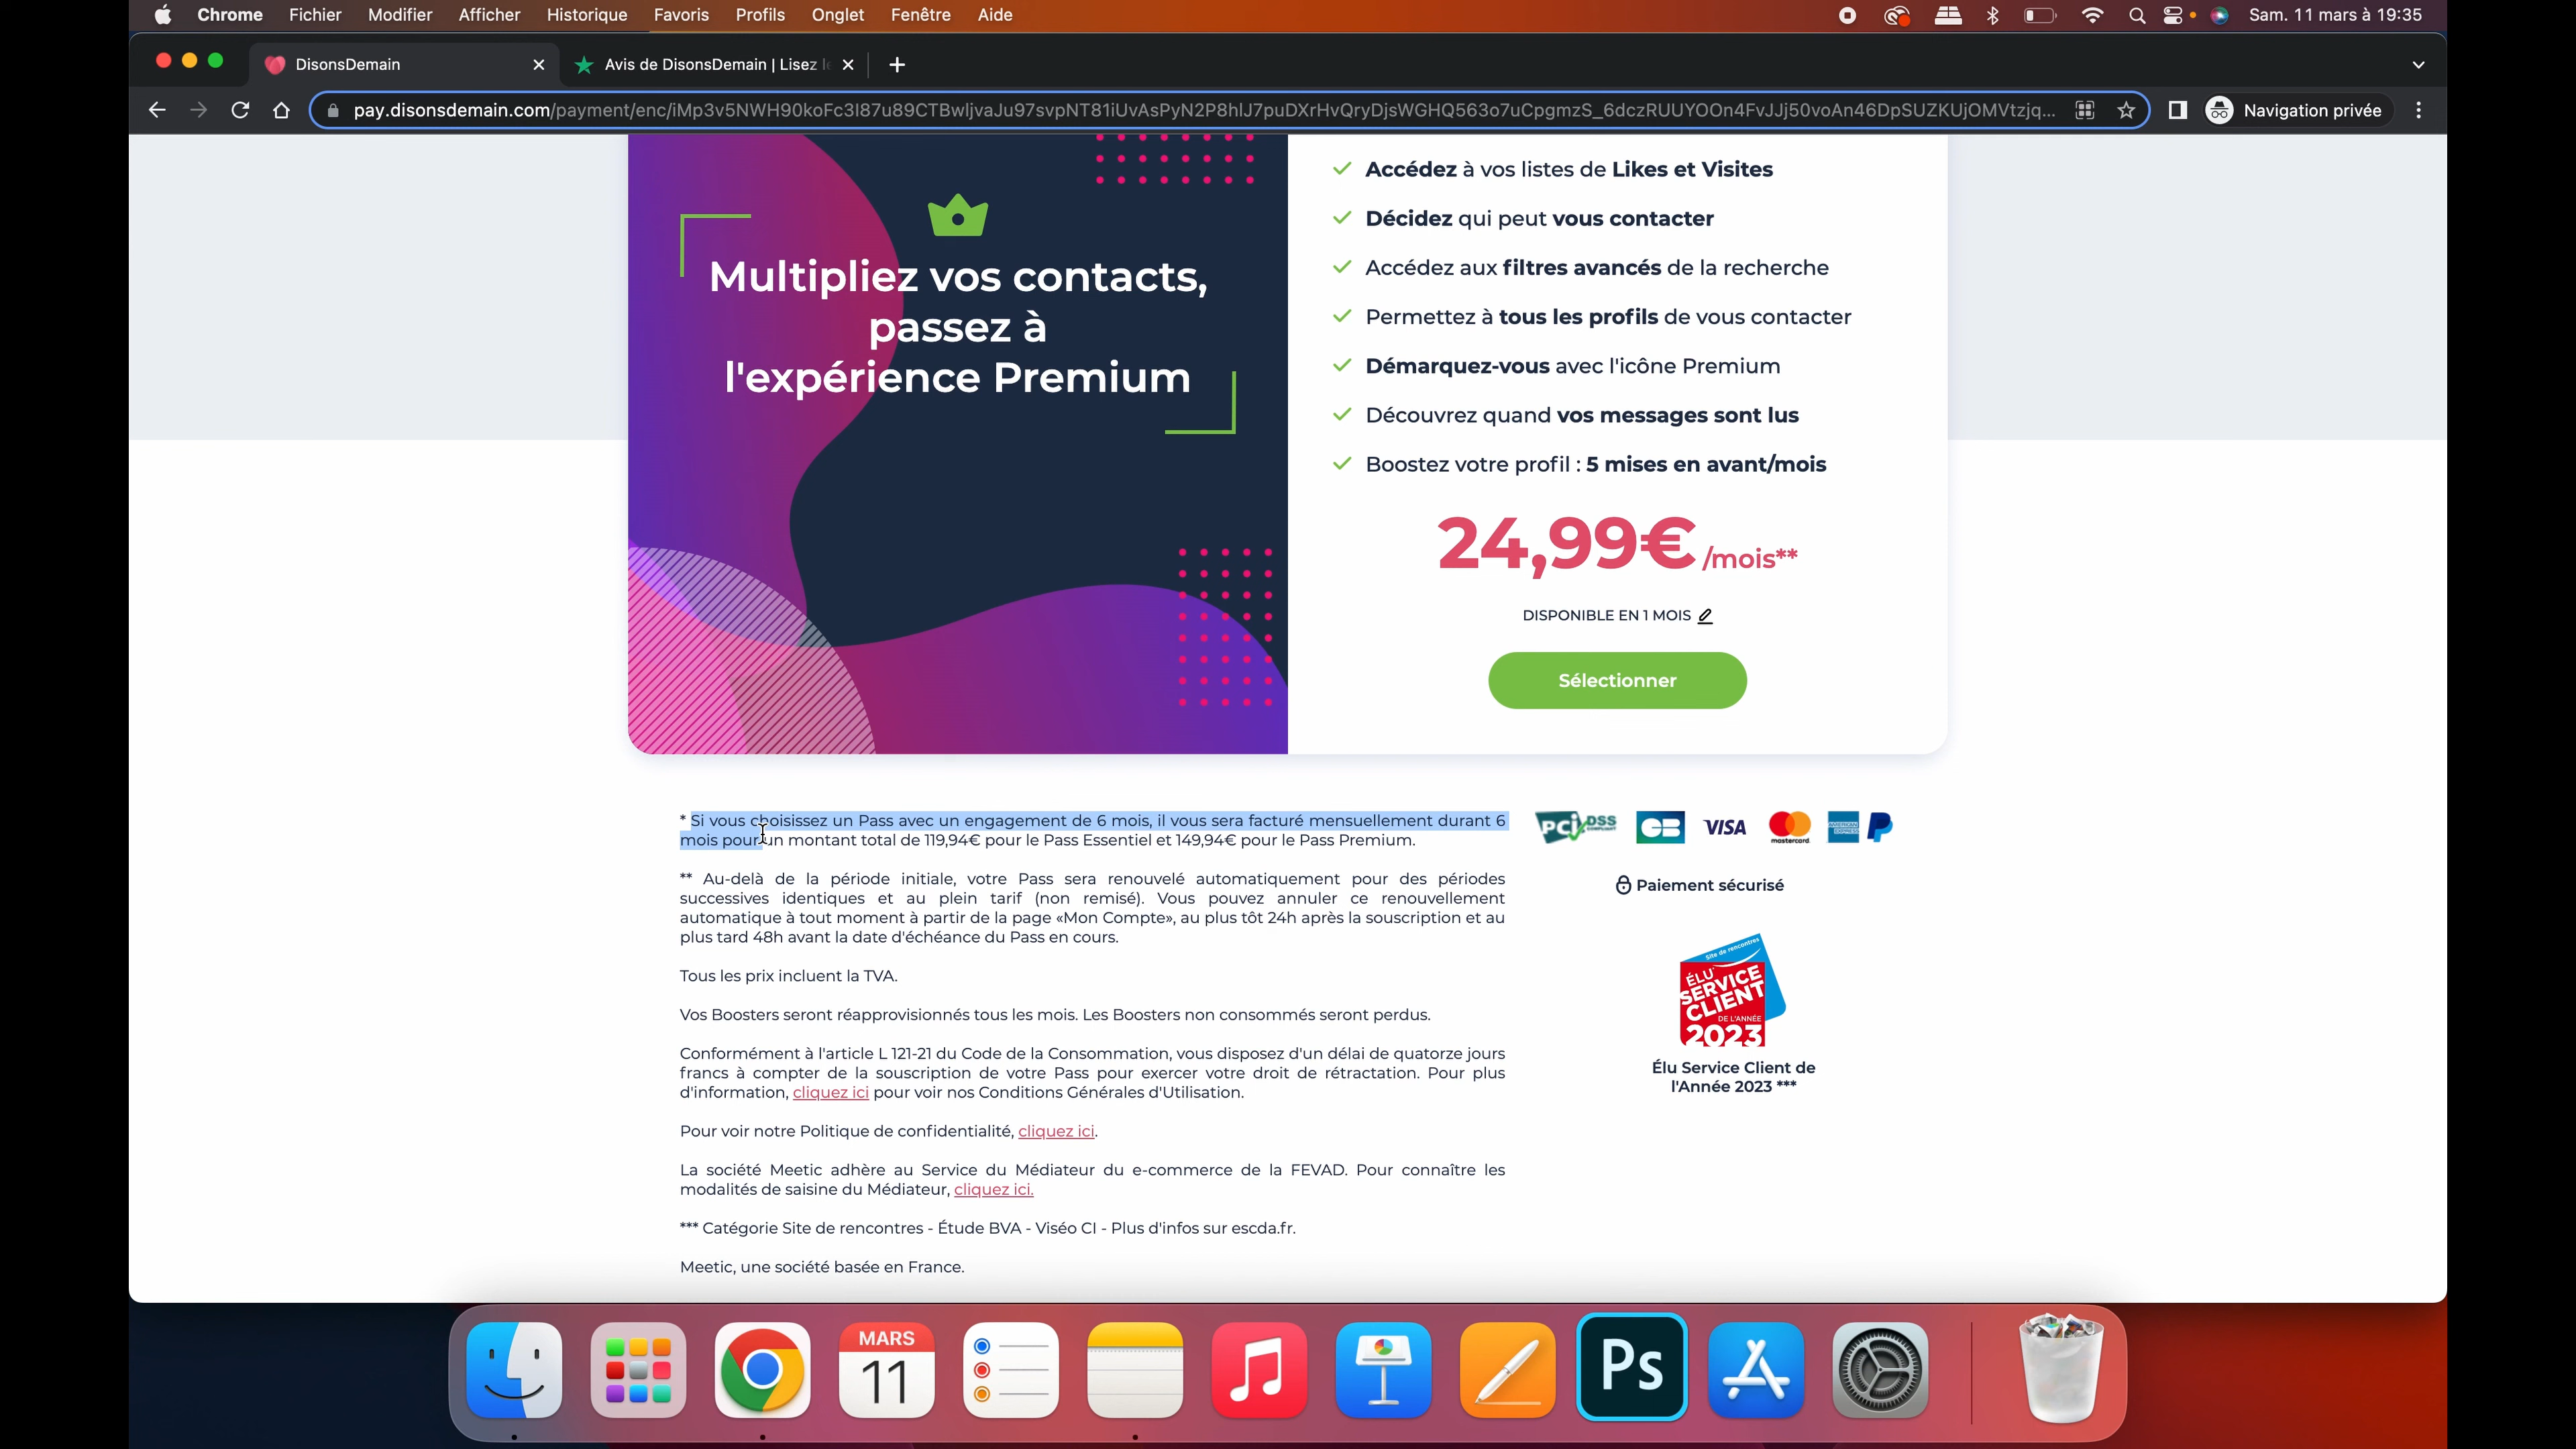 Chrome Fichier Modifier Afficher Historique Favoris Profils Onglet Fenêtre Aide Sam. 11 mars à 19:35
DisonsDemain
Avis de DisonsDemain | Lisez
pay.disonsdemain.com/payment/enc/iMp3v5NWH90koFc3I87u89CTBwljvaJu97svpNT81iUvAsPyN2P8hlJ7puDXrHvQryDjsWGHQ563o7uCpgmzS_6dczRUUYOOn4FvJJj50voAn46DpSUZKUjOMVtzjq...
Navigation privée
Multipliez vos contacts,
passez à
l'expérience Premium
Accédez à vos listes de Likes et Visites
Décidez qui peut vous contacter
Accédez aux filtres avancés de la recherche
Permettez à tous les profils de vous contacter
Démarquez-vous avec l'icône Premium
Découvrez quand vos messages sont lus
Boostez votre profil : 5 mises en avant/mois
24,99€ /mois**
DISPONIBLE EN 1 MOIS
Sélectionner
* Si vous choisissez un Pass avec un engagement de 6 mois, il vous sera facturé mensuellement durant 6
mois pour un montant total de 119,94€ pour le Pass Essentiel et 149,94€ pour le Pass Premium.
** Au-delà de la période initiale, votre Pass sera renouvelé automatiquement pour des périodes
successives identiques et au plein tarif (non remisé). Vous pouvez annuler ce renouvellement
automatique à tout moment à partir de la page «Mon Compte», au plus tôt 24h après la souscription et au
plus tard 48h avant la date d'échéance du Pass en cours.
Tous les prix incluent la TVA.
Vos Boosters seront réapprovisionnés tous les mois. Les Boosters non consommés seront perdus.
Conformément à l'article L 121-21 du Code de la Consommation, vous disposez d'un délai de quatorze jours
francs à compter de la souscription de votre Pass pour exercer votre droit de rétractation. Pour plus
d'information, cliquez ici pour voir nos Conditions Générales d'Utilisation.
Pour voir notre Politique de confidentialité, cliquez ici.
La société Meetic adhère au Service du Médiateur du e-commerce de la FEVAD. Pour connaître les
modalités de saisine du Médiateur, cliquez ici.
*** Catégorie Site de rencontres - Étude BVA - Viséo CI - Plus d'infos sur escda.fr.
Meetic, une société basée en France.
PCI DSS
COMPLIANT
CB
VISA
mastercard
AMERICAN EXPRESS
Paiement sécurisé
Site de rencontres
ÉLU
SERVICE
CLIENT
DE L'ANNÉE
2023
Élu Service Client de
l'Année 2023 ***
MARS
11
Ps